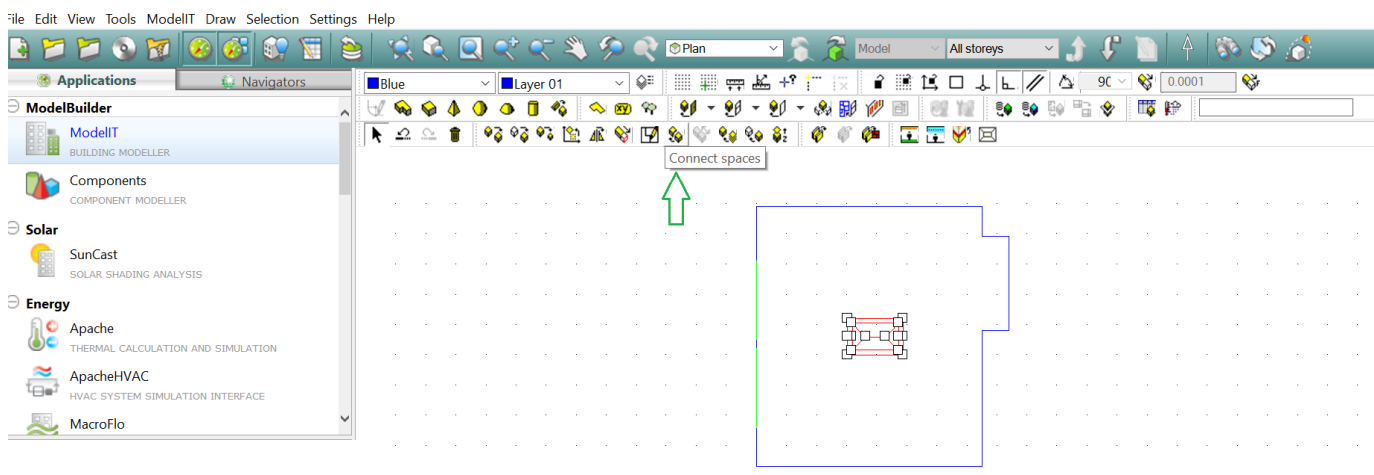 File Edit View Tools ModelIT Draw Selection Settings Help
Plan Model All storeys
Applications Navigators
Blue Layer 01 90 0.0001
ModelBuilder
ModelIT
BUILDING MODELLER
Connect spaces
Components
COMPONENT MODELLER
Solar
SunCast
SOLAR SHADING ANALYSIS
Energy
Apache
THERMAL CALCULATION AND SIMULATION
ApacheHVAC
HVAC SYSTEM SIMULATION INTERFACE
MacroFlo